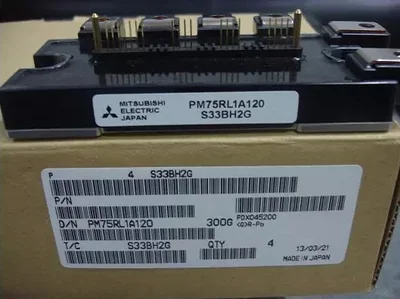 MITSUBISHI
ELECTRIC
JAPAN
PM75RL1A120
S33BH2G
P 4 S33BH2G
P/N
D/N PM75RL1A120 300G
PDX045200
(G)R-Pb
T/C S33BH2G QTY 4
13/03/21
MADE IN JAPAN